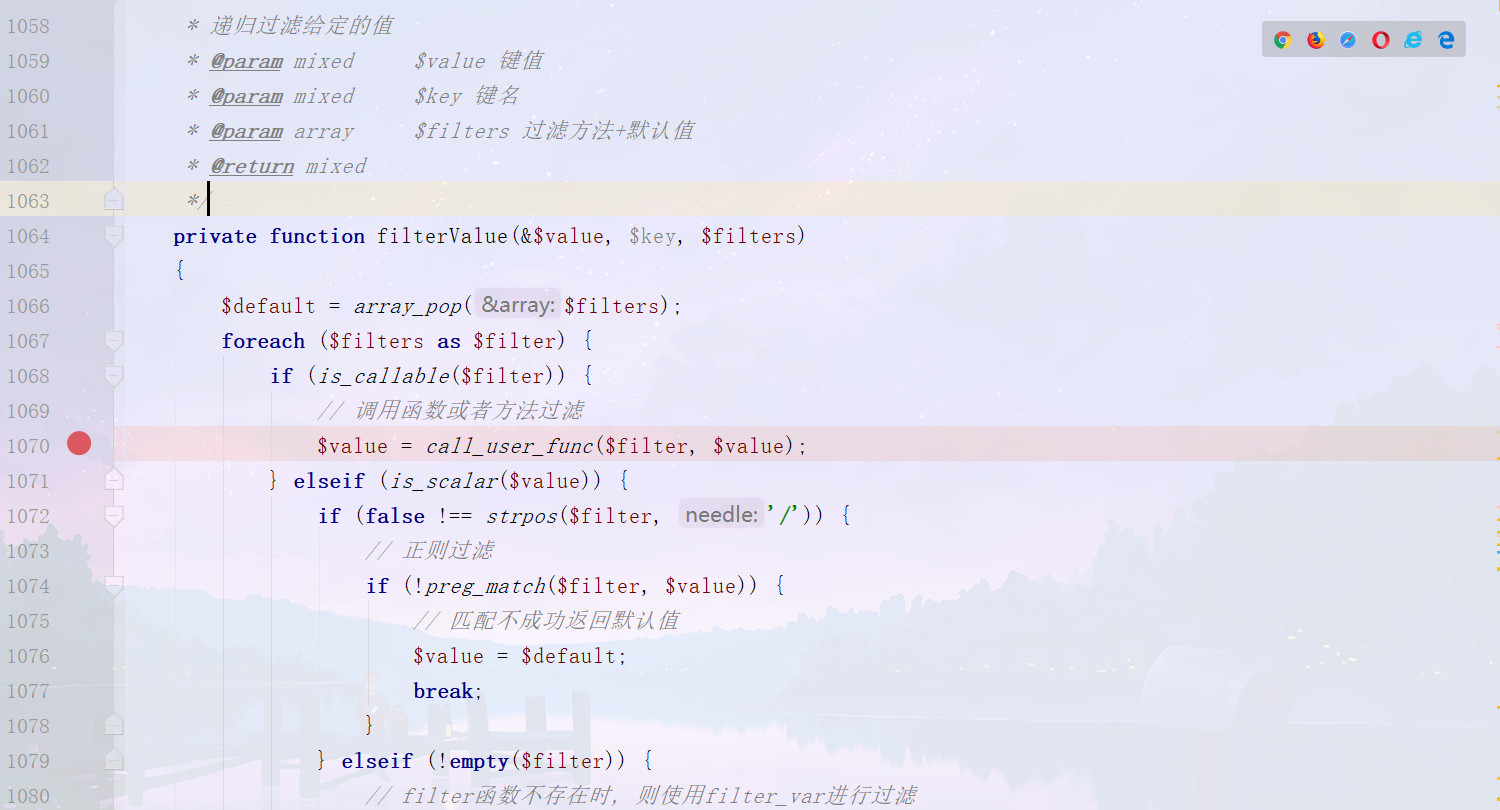 1058 * 递归过滤给定的值
1059 * @param mixed $value 键值
1060 * @param mixed $key 键名
1061 * @param array $filters 过滤方法+默认值
1062 * @return mixed
1063 */
1064 private function filterValue(&$value, $key, $filters)
1065 {
1066 $default = array_pop( &array: $filters);
1067 foreach ($filters as $filter) {
1068 if (is_callable($filter)) {
1069 // 调用函数或者方法过滤
1070 $value = call_user_func($filter, $value);
1071 } elseif (is_scalar($value)) {
1072 if (false !== strpos($filter, needle: '/')) {
1073 // 正则过滤
1074 if (!preg_match($filter, $value)) {
1075 // 匹配不成功返回默认值
1076 $value = $default;
1077 break;
1078 }
1079 } elseif (!empty($filter)) {
1080 // filter函数不存在时, 则使用filter_var进行过滤